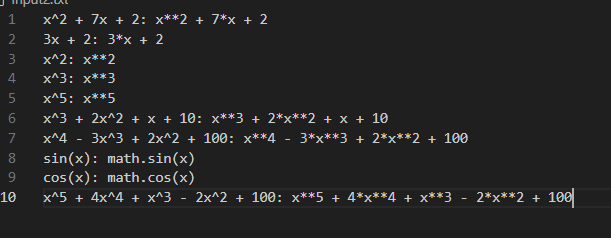 1 x^2 + 7x + 2: x**2 + 7*x + 2
2 3x + 2: 3*x + 2
3 x^2: x**2
4 x^3: x**3
5 x^5: x**5
6 x^3 + 2x^2 + x + 10: x**3 + 2*x**2 + x + 10
7 x^4 - 3x^3 + 2x^2 + 100: x**4 - 3*x**3 + 2*x**2 + 100
8 sin(x): math.sin(x)
9 cos(x): math.cos(x)
10 x^5 + 4x^4 + x^3 - 2x^2 + 100: x**5 + 4*x**4 + x**3 - 2*x**2 + 100